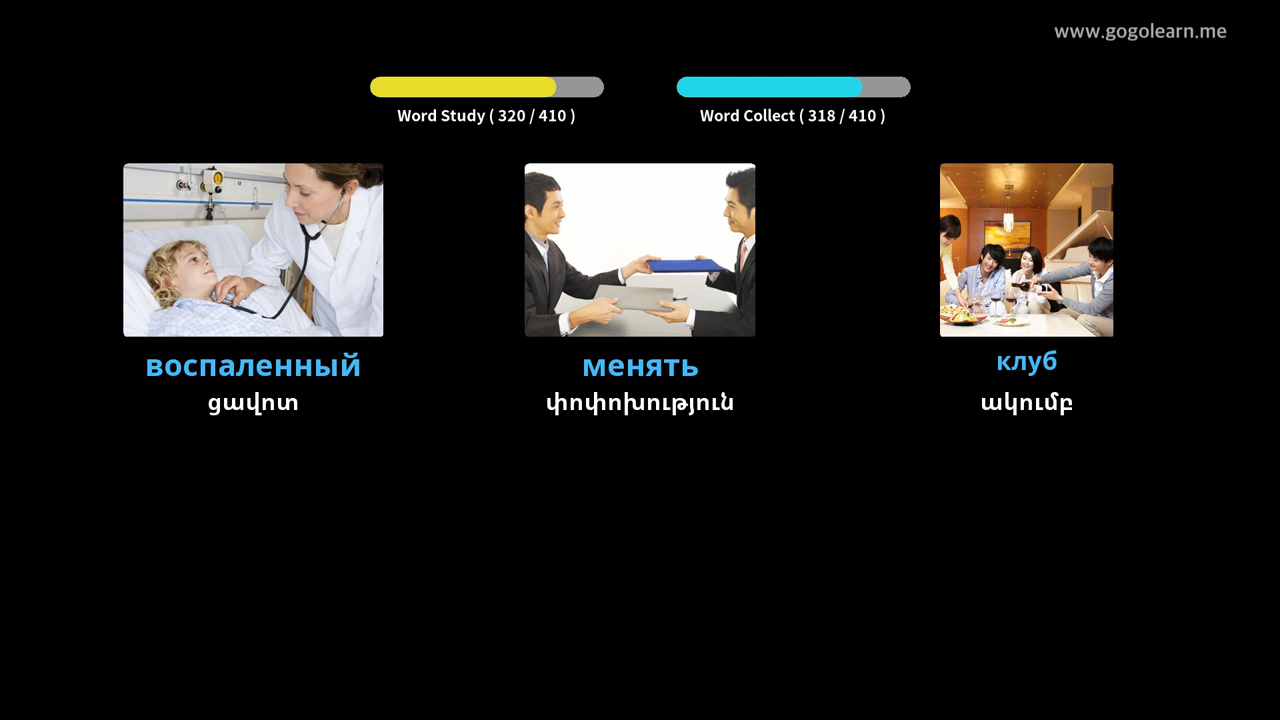 www.gogolearn.me
Word Study ( 320 / 410 )
Word Collect ( 318 / 410 )
воспаленный
менять
клуб
ցավոտ
փոփոխություն
ակումբ